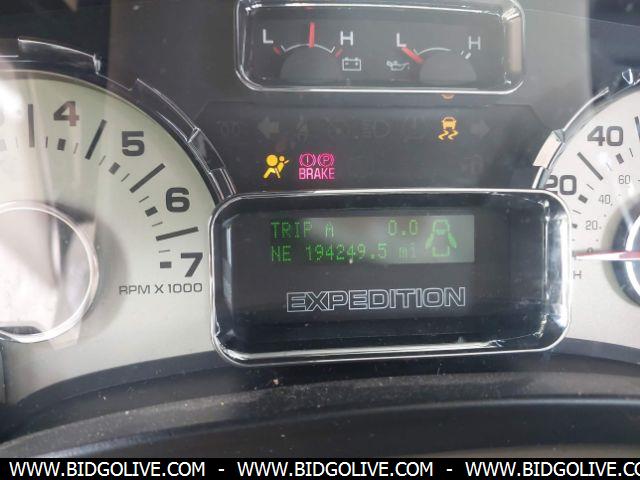 L H L H
4
5
6
7
RPM X 1000
BRAKE
40
20
0
H
TRIP A 0.0
NE 194249.5 mi
EXPEDITION
WWW.BIDGOLIVE.COM - WWW.BIDGOLIVE.COM - WWW.BIDGOLIVE.COM